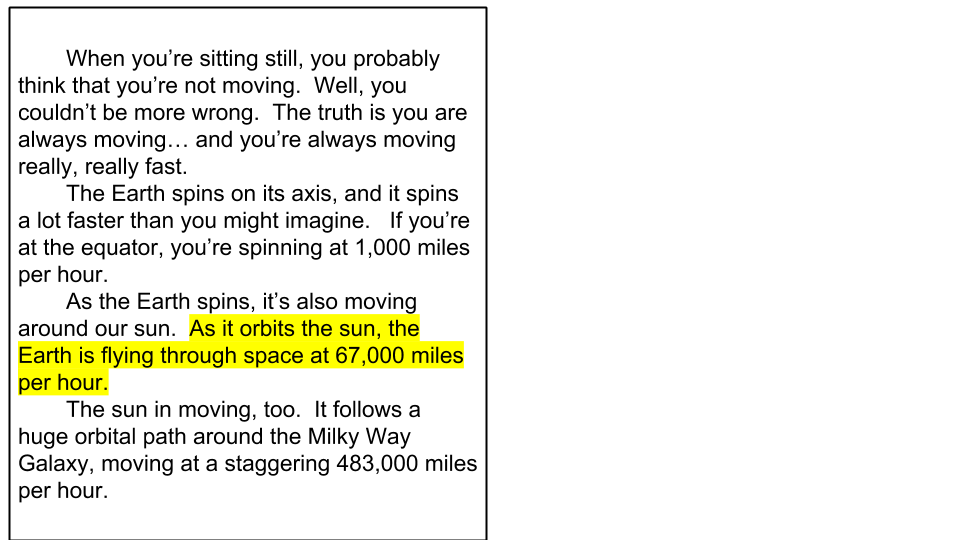 When you’re sitting still, you probably
think that you’re not moving.  Well, you
couldn’t be more wrong.  The truth is you are
always moving… and you’re always moving
really, really fast.
The Earth spins on its axis, and it spins
a lot faster than you might imagine.   If you’re
at the equator, you’re spinning at 1,000 miles
per hour.
As the Earth spins, it’s also moving
around our sun.  As it orbits the sun, the
Earth is flying through space at 67,000 miles
per hour.
The sun in moving, too.  It follows a
huge orbital path around the Milky Way
Galaxy, moving at a staggering 483,000 miles
per hour.